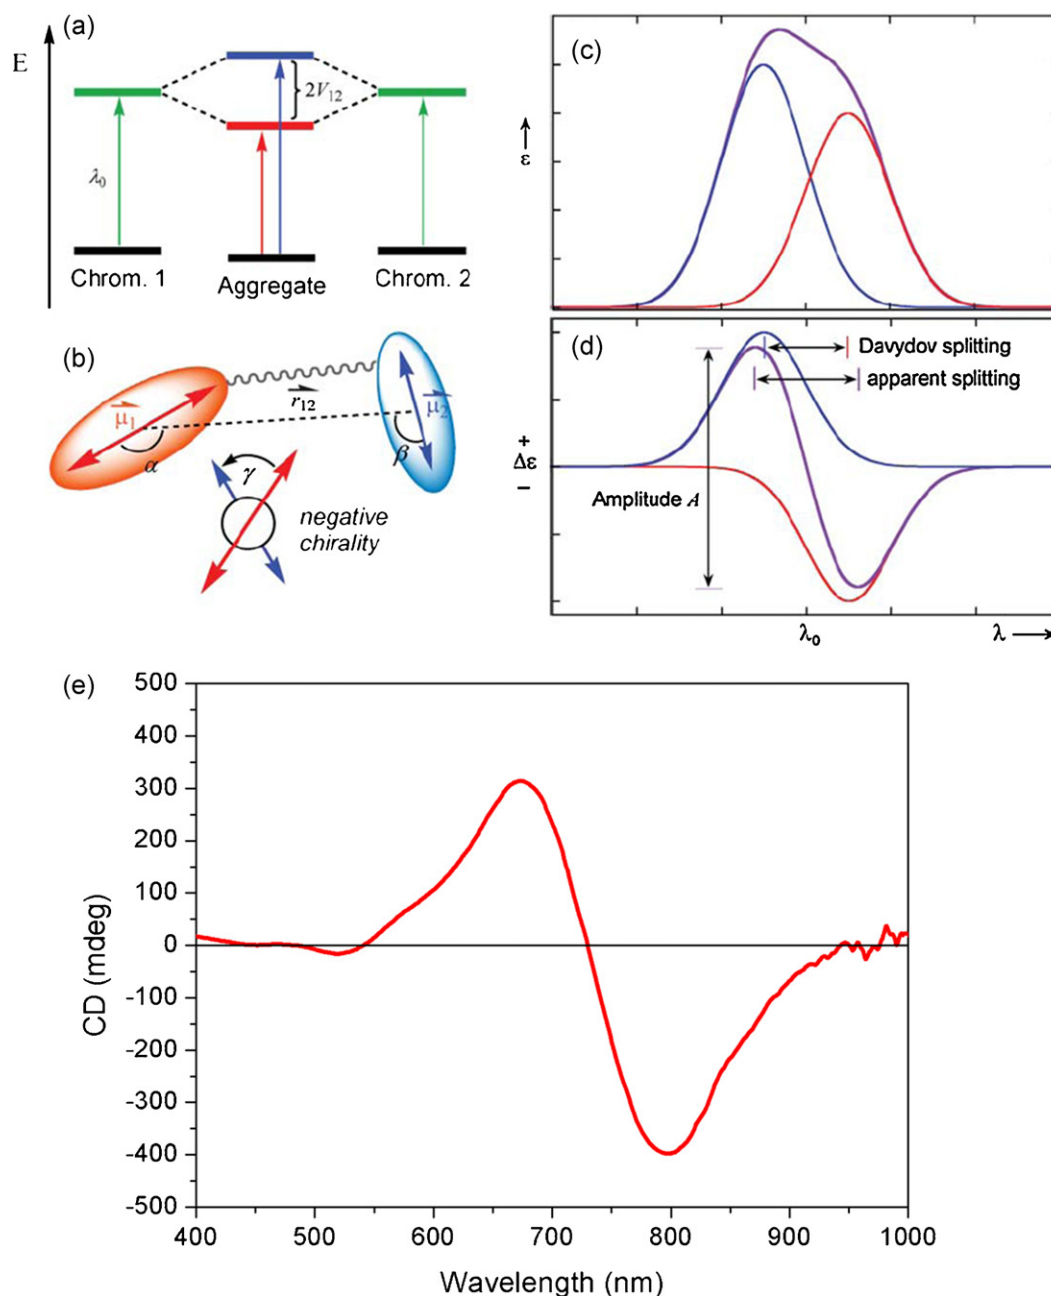 (a)
E
2V₁₂
λ₀
Chrom. 1
Aggregate
Chrom. 2
(b)
μ₁
r₁₂
μ₂
α
β
γ
negative
chirality
(c)
ε
(d)
Davydov splitting
apparent splitting
+
Δε
−
Amplitude A
λ₀
λ
(e)
500
400
300
200
100
0
-100
-200
-300
-400
-500
CD (mdeg)
400 500 600 700 800 900 1000
Wavelength (nm)